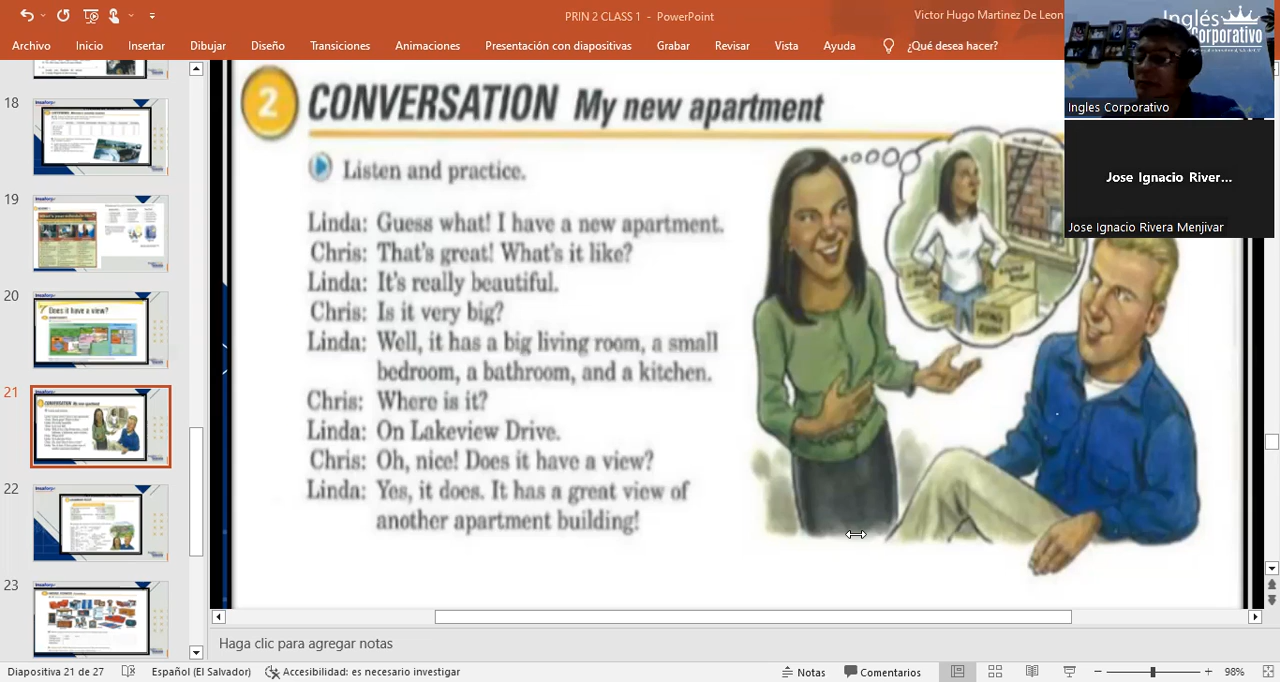 PRIN 2 CLASS 1 - PowerPoint
Victor Hugo Martinez De Leon
Archivo Inicio Insertar Dibujar Diseño Transiciones Animaciones Presentación con diapositivas Grabar Revisar Vista Ayuda ¿Qué desea hacer?
Inglés
Corporativo
Ingles Corporativo
Jose Ignacio River...
Jose Ignacio Rivera Menjivar
18
19
20
Does it have a view?
21
22
23
2 CONVERSATION My new apartment
Listen and practice.
Linda: Guess what! I have a new apartment.
Chris: That's great! What's it like?
Linda: It's really beautiful.
Chris: Is it very big?
Linda: Well, it has a big living room, a small
bedroom, a bathroom, and a kitchen.
Chris: Where is it?
Linda: On Lakeview Drive.
Chris: Oh, nice! Does it have a view?
Linda: Yes, it does. It has a great view of
another apartment building!
Haga clic para agregar notas
Diapositiva 21 de 27 Español (El Salvador) Accesibilidad: es necesario investigar Notas Comentarios 98%